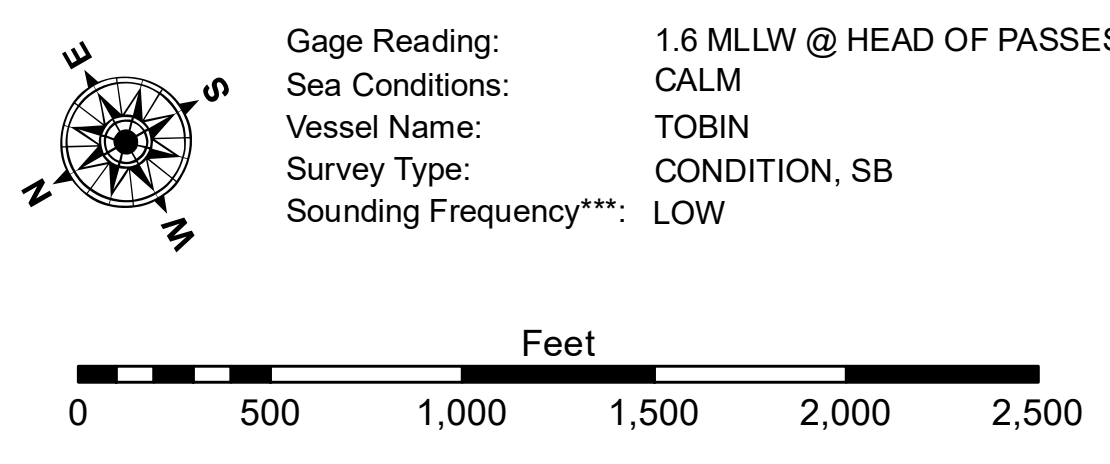 E
S
N
W
Gage Reading: 1.6 MLLW @ HEAD OF PASSES
Sea Conditions: CALM
Vessel Name: TOBIN
Survey Type: CONDITION, SB
Sounding Frequency***: LOW
Feet
0 500 1,000 1,500 2,000 2,500